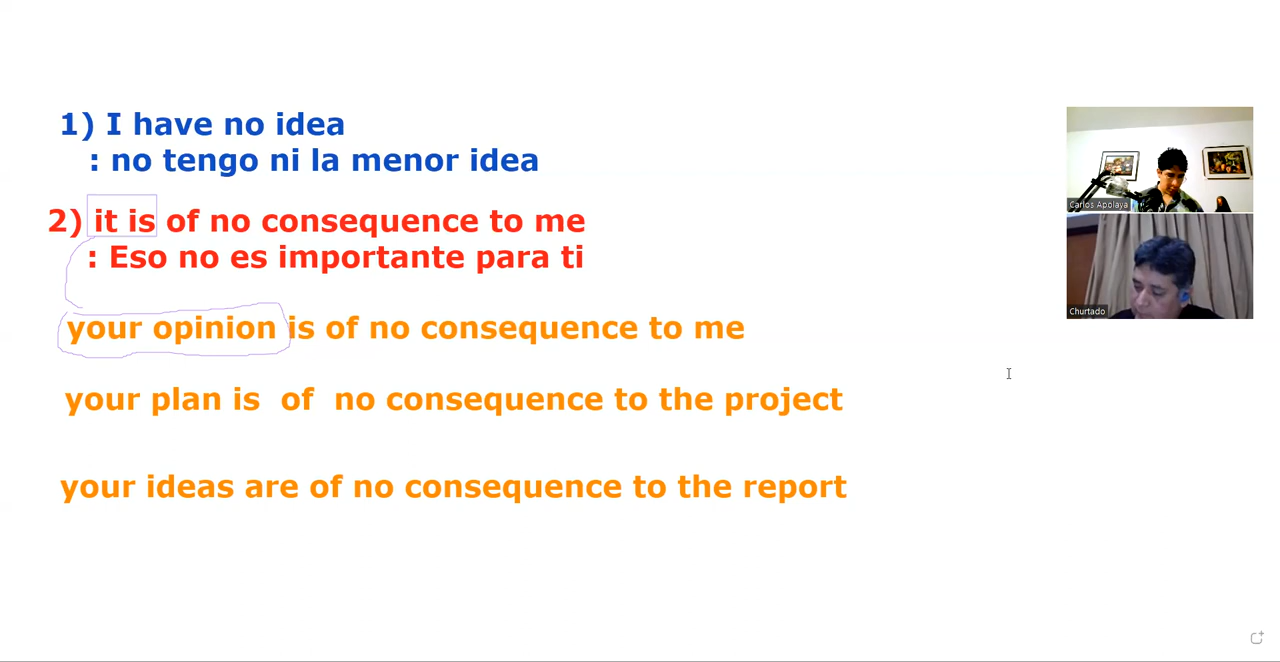 1) I have no idea
: no tengo ni la menor idea
2) it is of no consequence to me
: Eso no es importante para ti
your opinion is of no consequence to me
your plan is of no consequence to the project
your ideas are of no consequence to the report
Carlos Apolaya
Churtado